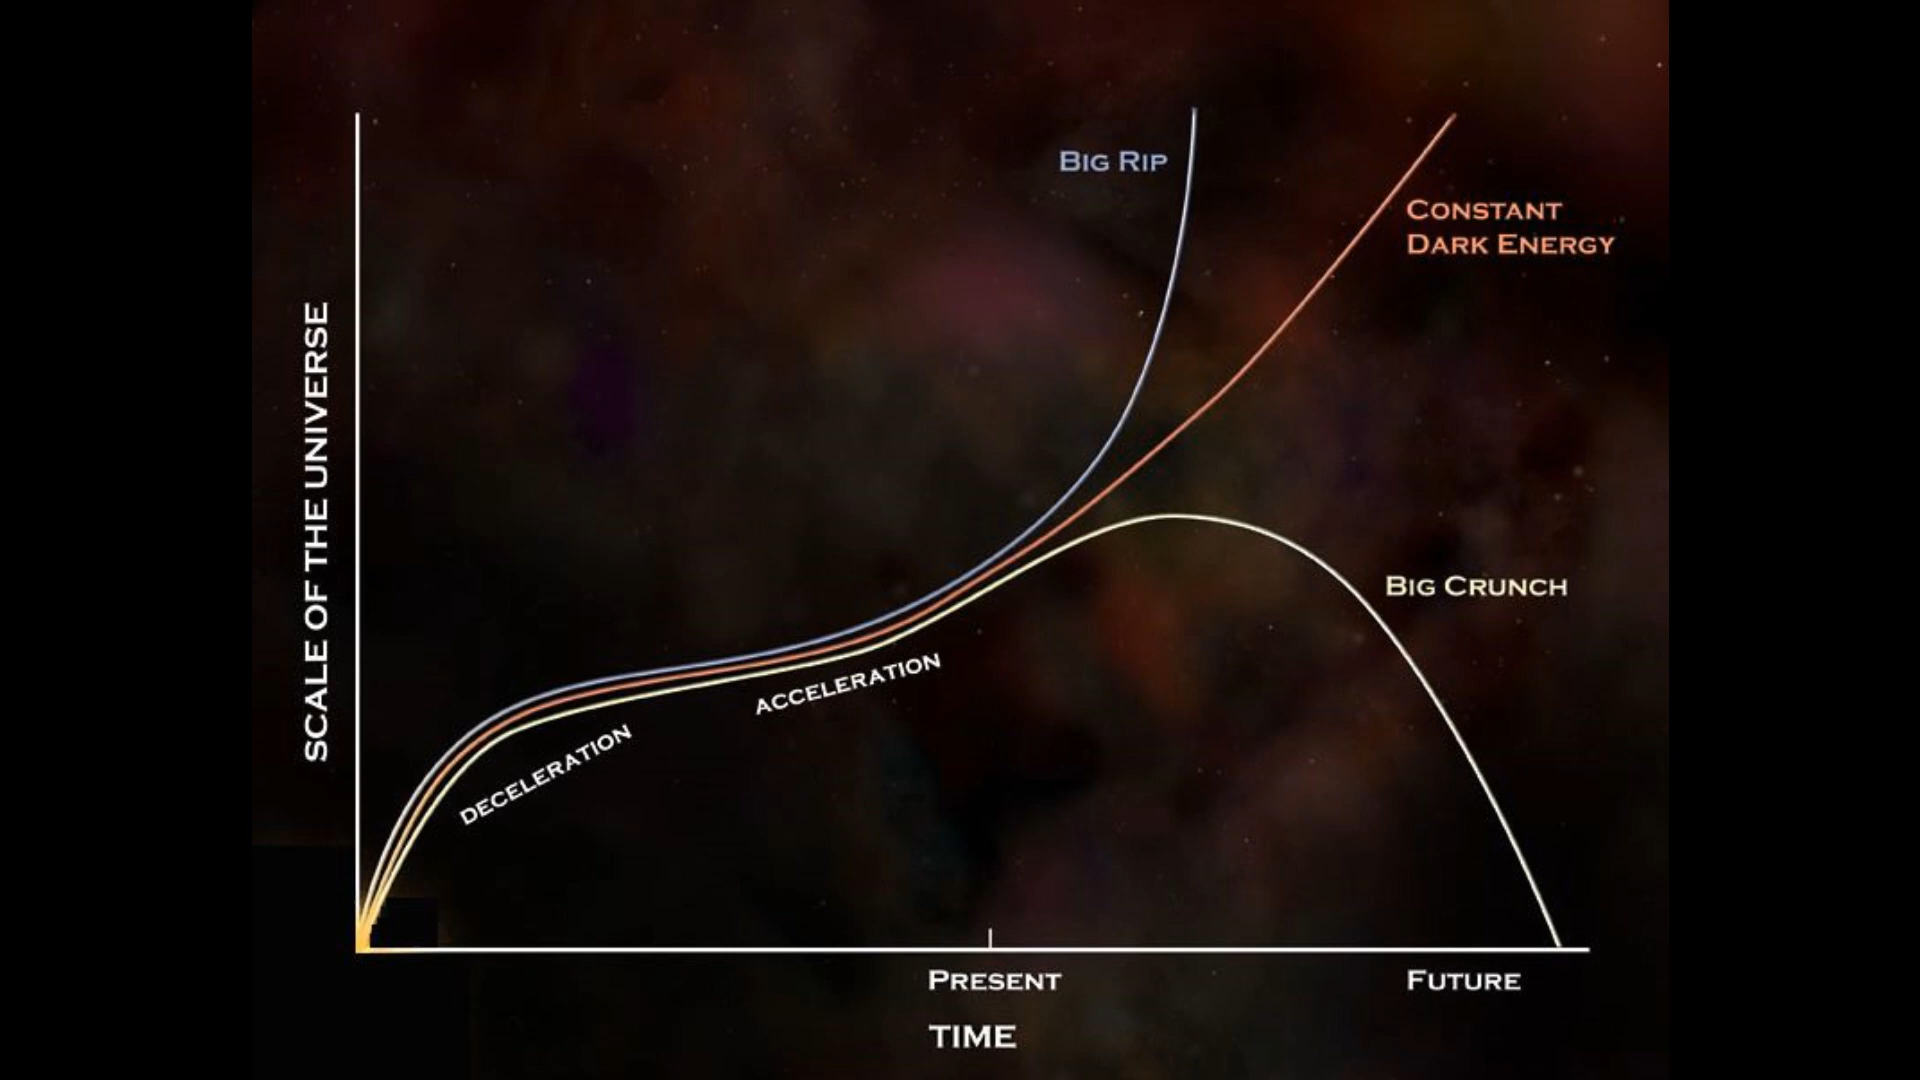 BIG RIP
CONSTANT
DARK ENERGY
SCALE OF THE UNIVERSE
BIG CRUNCH
ACCELERATION
DECELERATION
PRESENT
FUTURE
TIME